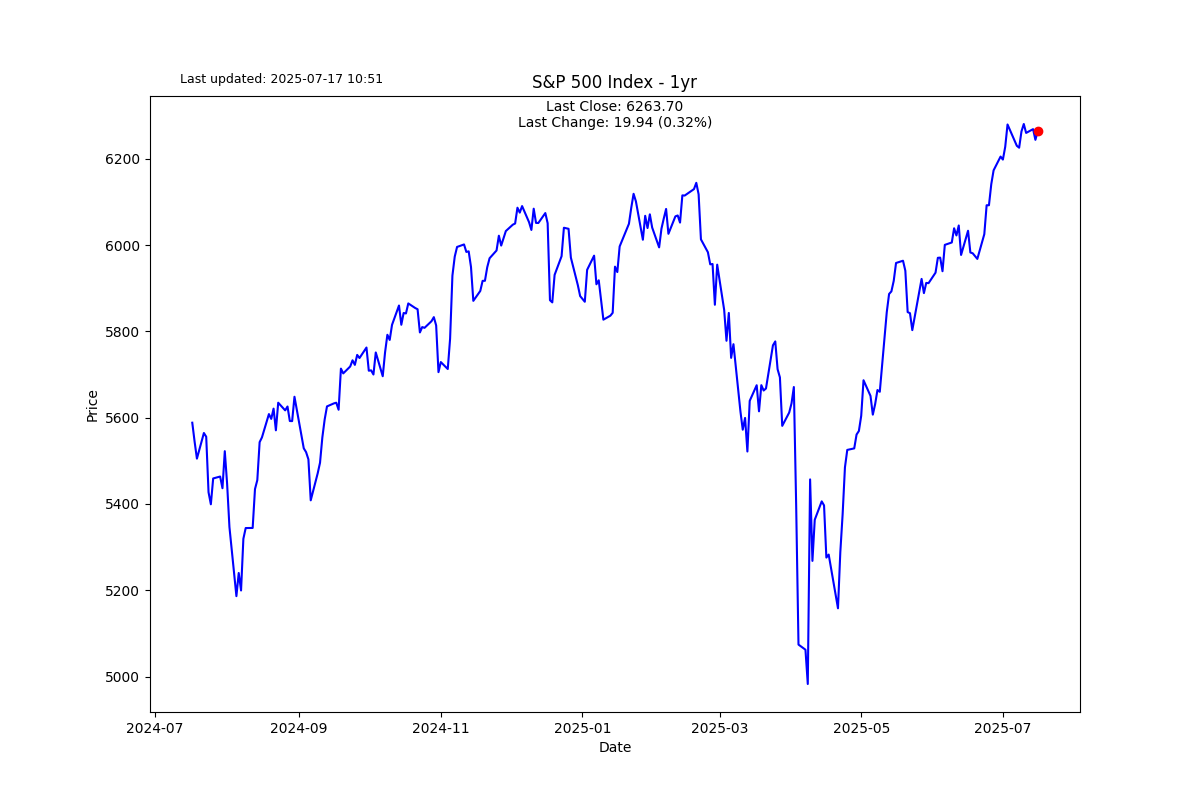 Last updated: 2025-07-17 10:51
S&P 500 Index - 1yr
Last Close: 6263.70
Last Change: 19.94 (0.32%)
6200
6000
5800
5600
5400
5200
5000
Price
2024-07 2024-09 2024-11 2025-01 2025-03 2025-05 2025-07
Date